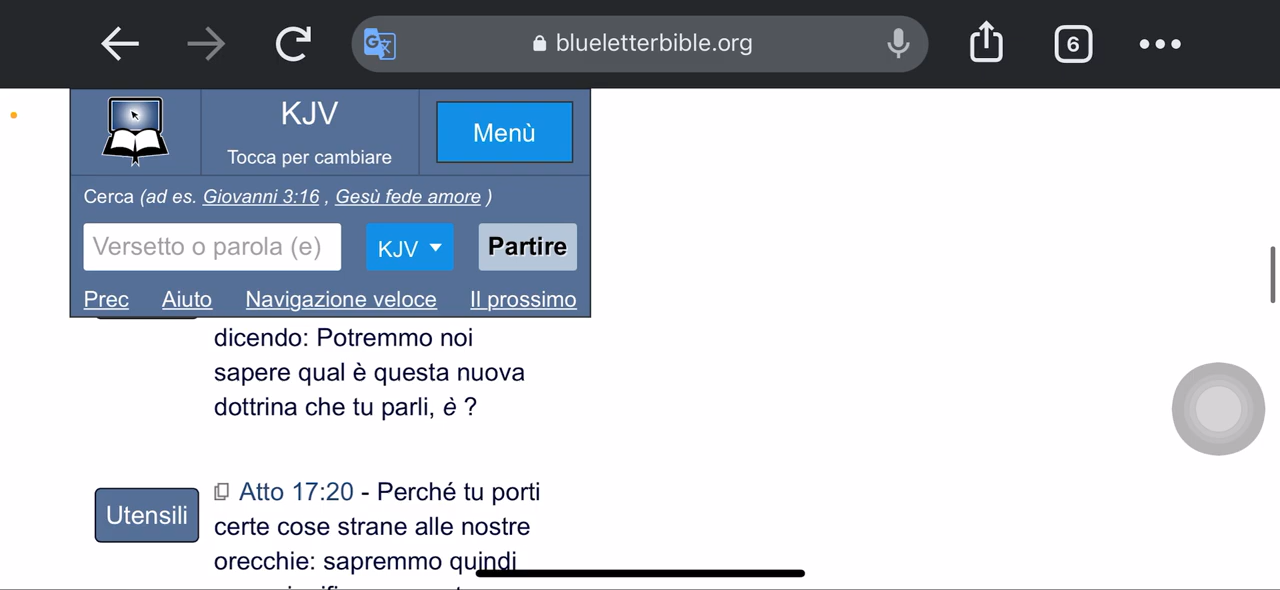 blueletterbible.org
6
KJV
Tocca per cambiare
Menù
Cerca (ad es. Giovanni 3:16 , Gesù fede amore )
Versetto o parola (e)
KJV
Partire
Prec
Aiuto
Navigazione veloce
Il prossimo
dicendo: Potremmo noi
sapere qual è questa nuova
dottrina che tu parli, è ?
Utensili
Atto 17:20 - Perché tu porti
certe cose strane alle nostre
orecchie: sapremmo quindi